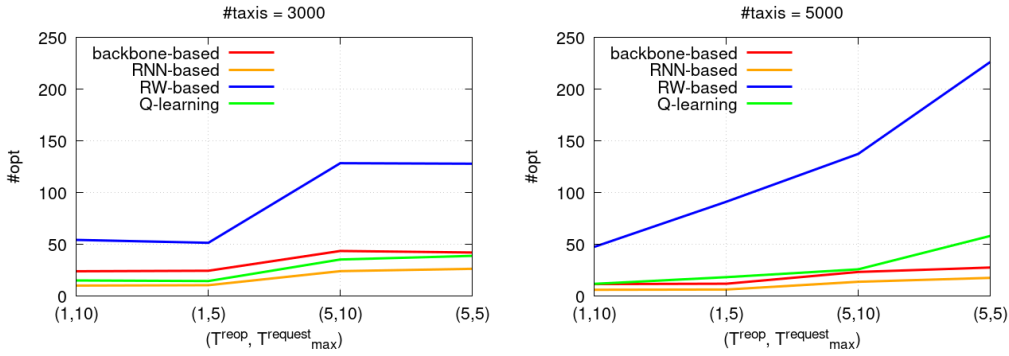 #taxis = 3000
250
200
150
100
50
0
#opt
backbone-based
RNN-based
RW-based
Q-learning
(1,10) (1,5) (5,10) (5,5)
(T^reop, T^request_max)
#taxis = 5000
250
200
150
100
50
0
#opt
backbone-based
RNN-based
RW-based
Q-learning
(1,10) (1,5) (5,10) (5,5)
(T^reop, T^request_max)